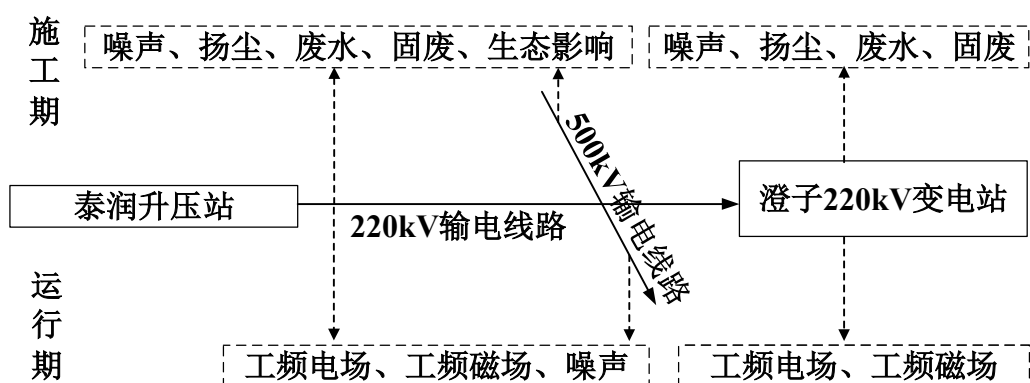 施工期
噪声、扬尘、废水、固废、生态影响
噪声、扬尘、废水、固废
500kV输电线路
泰润升压站
220kV输电线路
澄子220kV变电站
运行期
工频电场、工频磁场、噪声
工频电场、工频磁场